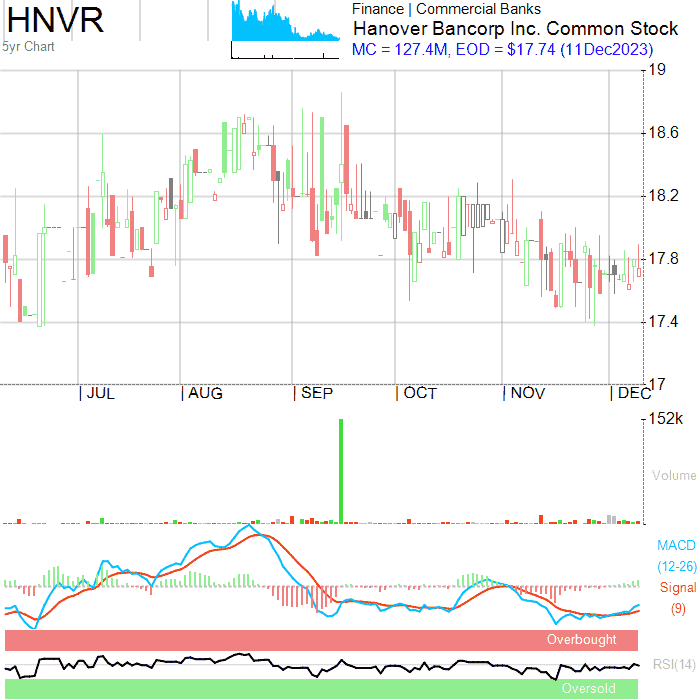 HNVR
5yr Chart
Finance | Commercial Banks
Hanover Bancorp Inc. Common Stock
MC = 127.4M, EOD = $17.74 (11Dec2023)
19
18.6
18.2
17.8
17.4
17
| JUL | AUG | SEP | OCT | NOV | DEC
152k
Volume
MACD
(12-26)
Signal
(9)
Overbought
RSI(14)
Oversold